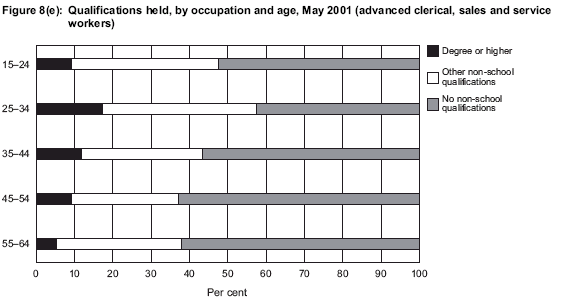 Figure 8(e): Qualifications held, by occupation and age, May 2001 (advanced clerical, sales and service
workers)
Degree or higher
Other non-school
qualifications
No non-school
qualifications
15–24
25–34
35–44
45–54
55–64
0 10 20 30 40 50 60 70 80 90 100
Per cent